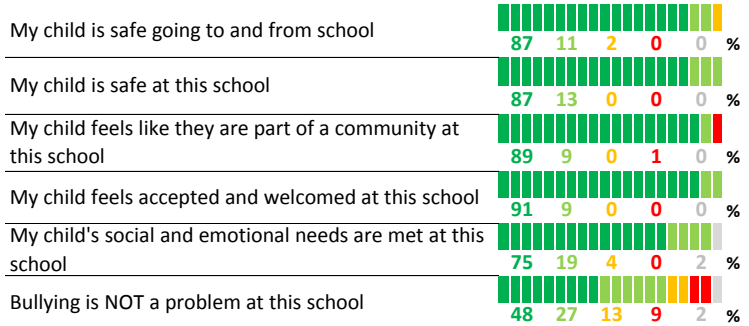 My child is safe going to and from school
87 11 2 0 0 %
My child is safe at this school
87 13 0 0 0 %
My child feels like they are part of a community at
this school
89 9 0 1 0 %
My child feels accepted and welcomed at this school
91 9 0 0 0 %
My child's social and emotional needs are met at this
school
75 19 4 0 2 %
Bullying is NOT a problem at this school
48 27 13 9 2 %